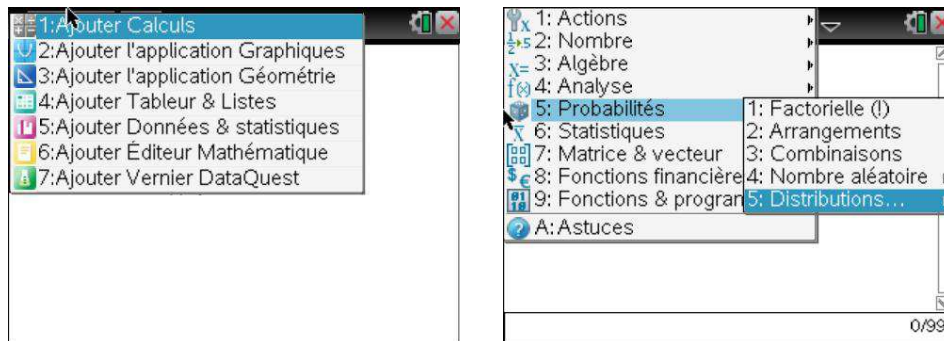 1:Ajouter Calculs
2:Ajouter l'application Graphiques
3:Ajouter l'application Géométrie
4:Ajouter Tableur & Listes
5:Ajouter Données & statistiques
6:Ajouter Éditeur Mathématique
7:Ajouter Vernier DataQuest
1: Actions
2: Nombre
3: Algèbre
4: Analyse
5: Probabilités
6: Statistiques
7: Matrice & vecteur
8: Fonctions financière
9: Fonctions & progran
A: Astuces
1: Factorielle (!)
2: Arrangements
3: Combinaisons
4: Nombre aléatoire
5: Distributions...
0/99